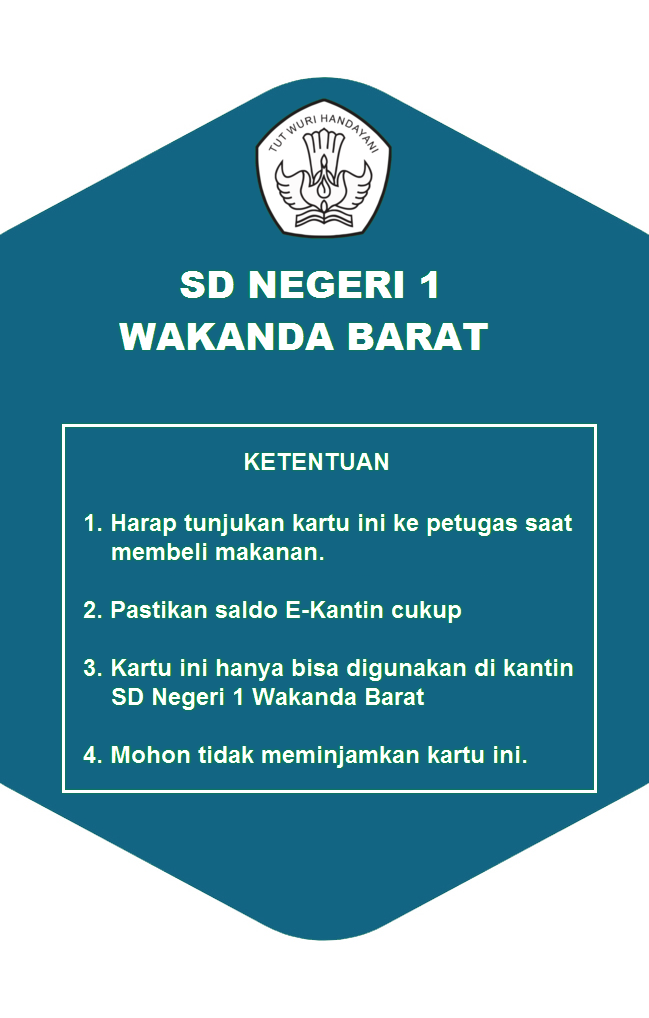 TUT WURI HANDAYANI
SD NEGERI 1
WAKANDA BARAT
KETENTUAN
1. Harap tunjukan kartu ini ke petugas saat
membeli makanan.
2. Pastikan saldo E-Kantin cukup
3. Kartu ini hanya bisa digunakan di kantin
SD Negeri 1 Wakanda Barat
4. Mohon tidak meminjamkan kartu ini.